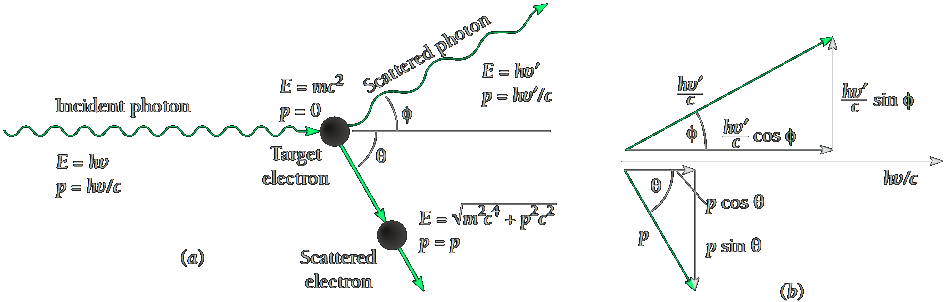 Incident photon
E = hν
p = hν/c
E = mc²
p = 0
Target
electron
Scattered photon
E = hν′
p = hν′/c
ϕ
θ
E = √m²c⁴ + p²c²
p = p
Scattered
electron
(a)
hν′/c
ϕ
hν′/c cos ϕ
hν′/c sin ϕ
hν/c
θ
p
p cos θ
p sin θ
(b)